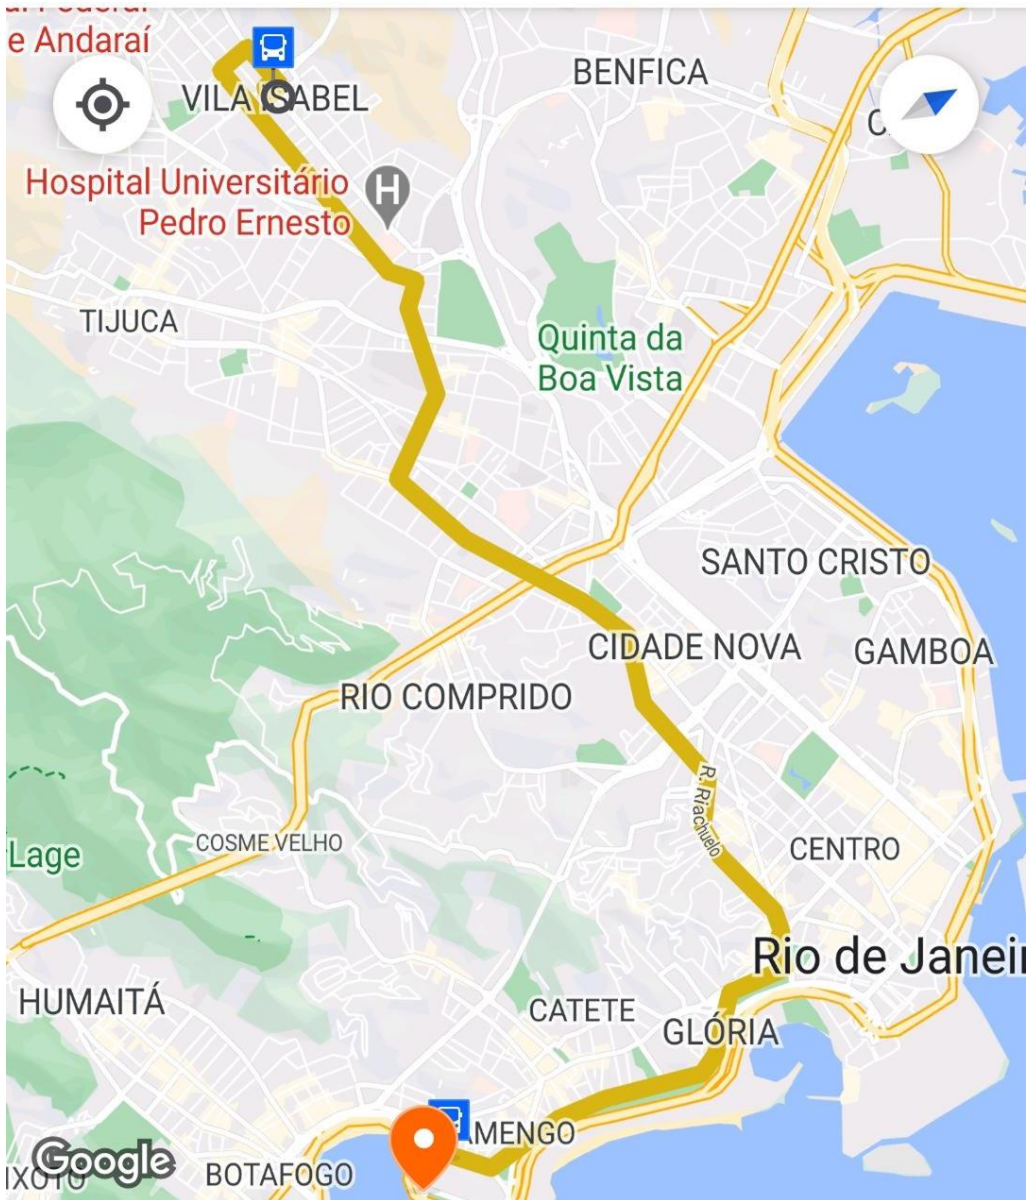 e Andaraí
BENFICA
VILA ISABEL
Hospital Universitário
Pedro Ernesto
H
TIJUCA
Quinta da
Boa Vista
SANTO CRISTO
CIDADE NOVA
GAMBOA
RIO COMPRIDO
R. Riachuelo
COSME VELHO
CENTRO
Lage
Rio de Janei
HUMAITÁ
CATETE
GLÓRIA
AMENGO
Google
IXOTO
BOTAFOGO